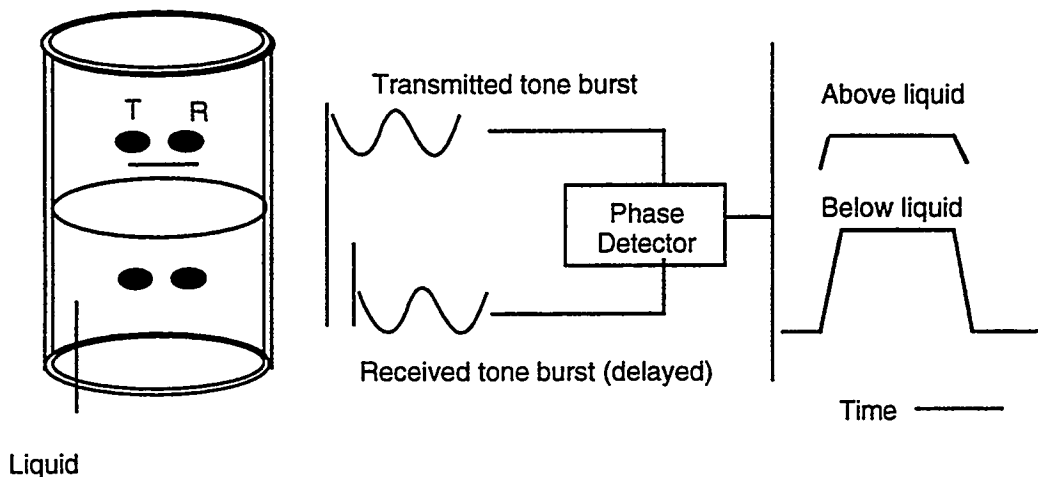 T R
Transmitted tone burst
Phase
Detector
Received tone burst (delayed)
Above liquid
Below liquid
Time
Liquid